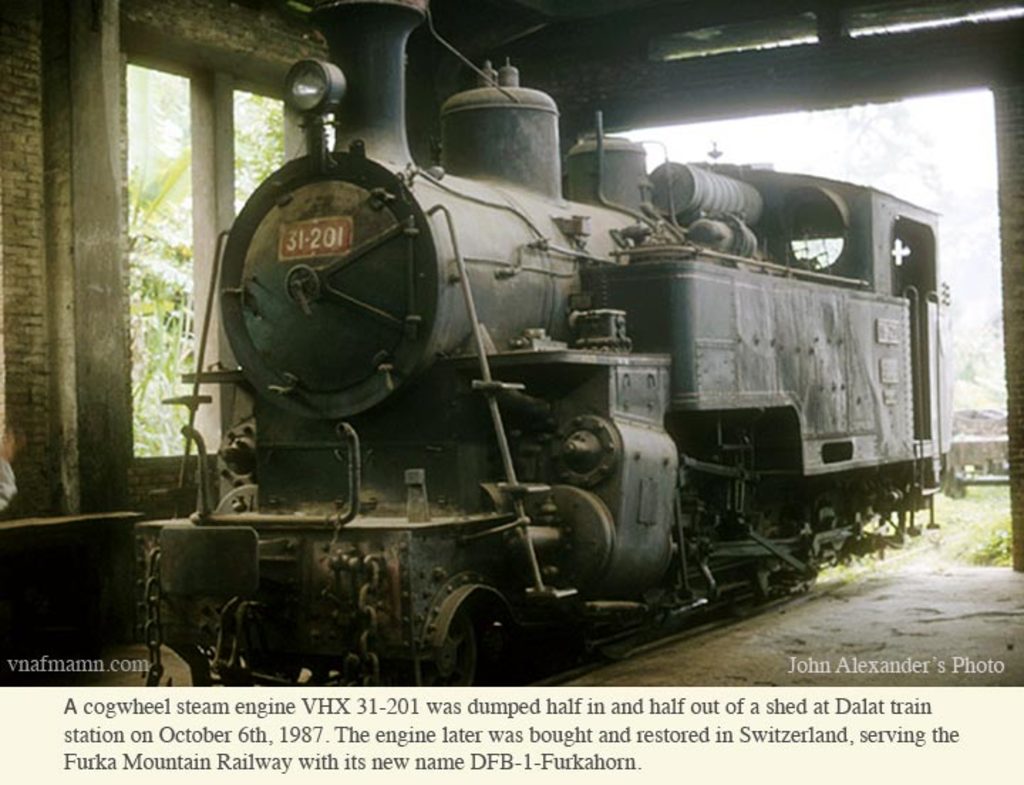 31-201
vnafmamn.com
John Alexander's Photo
A cogwheel steam engine VHX 31-201 was dumped half in and half out of a shed at Dalat train
station on October 6th, 1987. The engine later was bought and restored in Switzerland, serving the
Furka Mountain Railway with its new name DFB-1-Furkahorn.